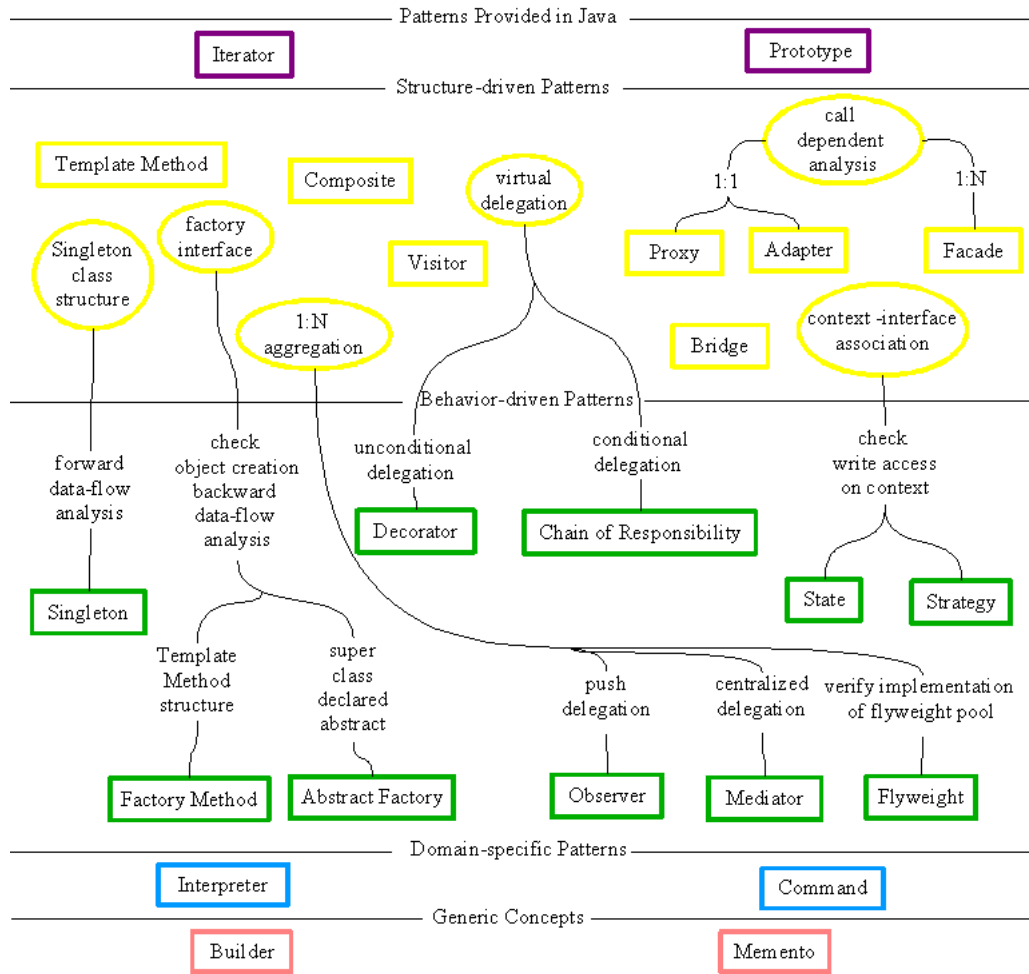 Patterns Provided in Java
Iterator
Prototype
Structure-driven Patterns
call
dependent
analysis
Template Method
Composite
virtual
delegation
1:1
1:N
factory
interface
Singleton
class
structure
Visitor
Proxy
Adapter
Facade
1:N
aggregation
Bridge
context -interface
association
Behavior-driven Patterns
forward
data-flow
analysis
check
object creation
backward
data-flow
analysis
unconditional
delegation
conditional
delegation
check
write access
on context
Decorator
Chain of Responsibility
Singleton
State
Strategy
Template
Method
structure
super
class
declared
abstract
push
delegation
centralized
delegation
verify implementation
of flyweight pool
Factory Method
Abstract Factory
Observer
Mediator
Flyweight
Domain-specific Patterns
Interpreter
Command
Generic Concepts
Builder
Memento